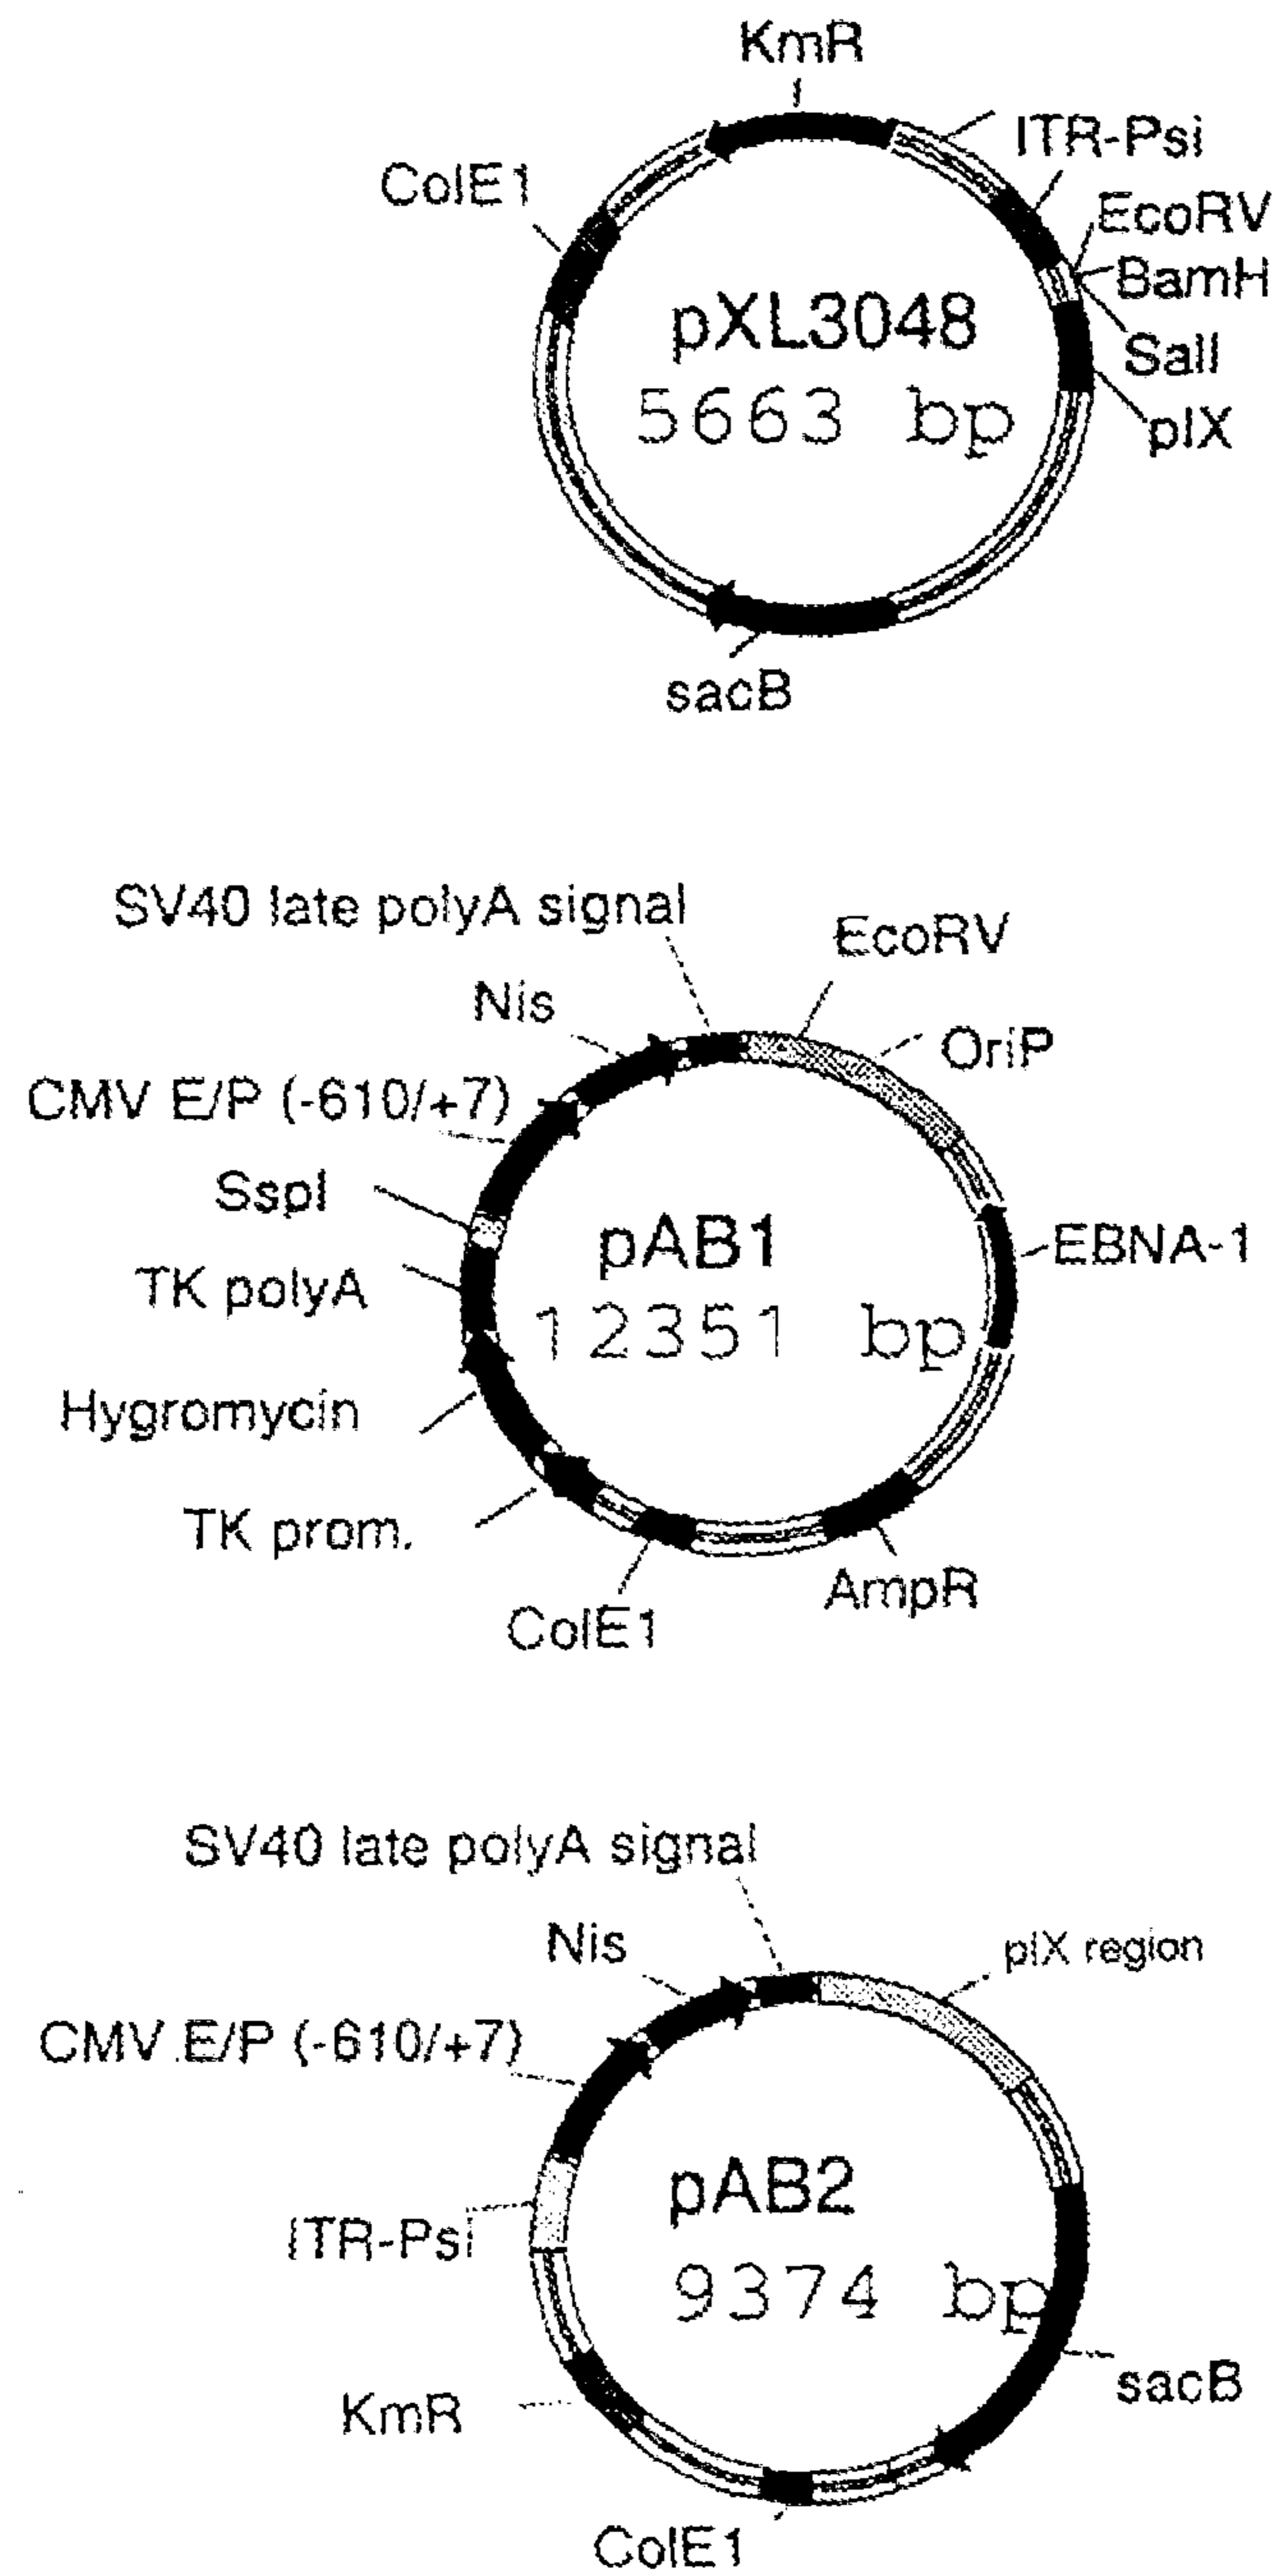 KmR
ITR-Psi
ColE1
EcoRV
BamH
SalI
pXL3048
5663 bp
pIX
sacB
SV40 late polyA signal
EcoRV
Nis
OriP
CMV E/P (-610/+7)
SspI
pAB1
EBNA-1
TK polyA
12351 bp
Hygromycin
TK prom.
AmpR
ColE1
SV40 late polyA signal
Nis
pIX region
CMV E/P (-610/+7)
pAB2
ITR-Psi
9374 bp
sacB
KmR
ColE1